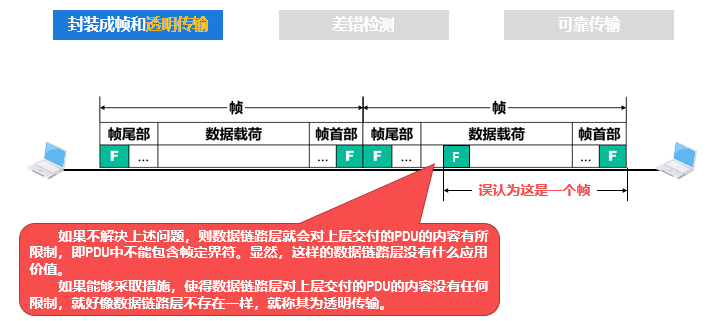 封装成帧和透明传输
差错检测
可靠传输
帧
帧
帧尾部
数据载荷
帧首部
帧尾部
数据载荷
帧首部
F
...
...
F
F
...
F
...
F
误认为这是一个帧
如果不解决上述问题，则数据链路层就会对上层交付的PDU的内容有所
限制，即PDU中不能包含帧定界符。显然，这样的数据链路层没有什么应用
价值。
如果能够采取措施，使得数据链路层对上层交付的PDU的内容没有任何
限制，就好像数据链路层不存在一样，就称其为透明传输。